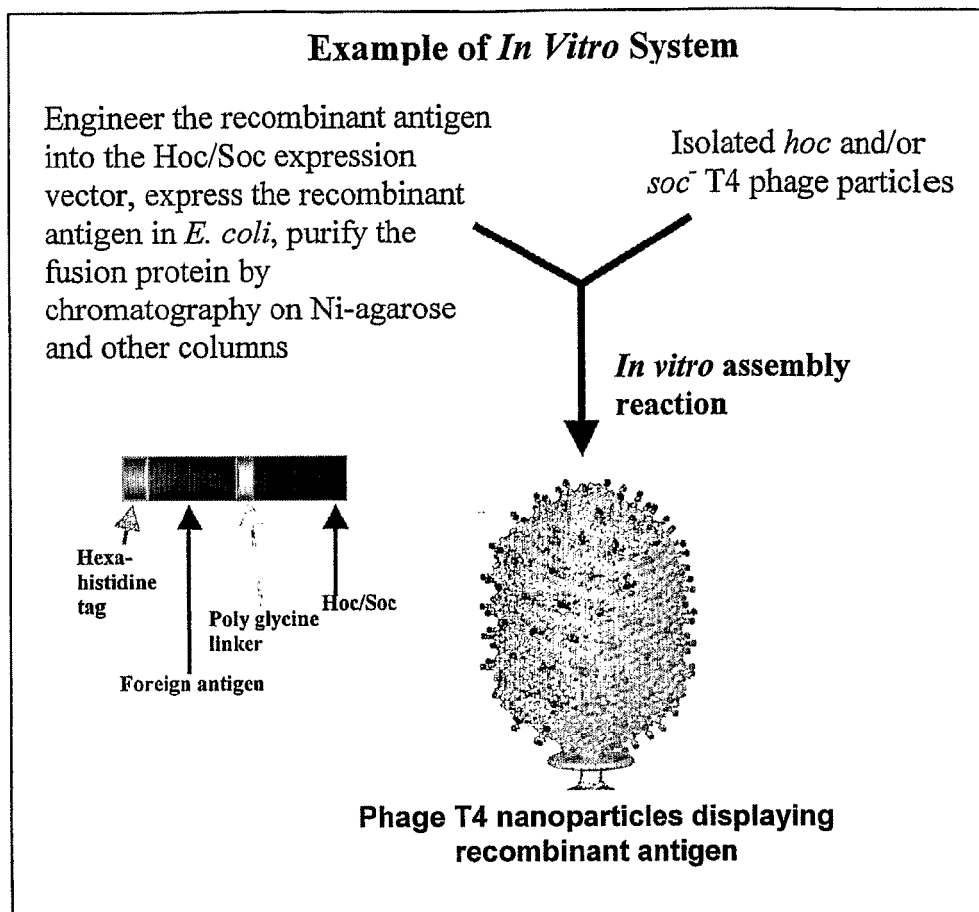 Example of In Vitro System
Engineer the recombinant antigen
into the Hoc/Soc expression
vector, express the recombinant
antigen in E. coli, purify the
fusion protein by
chromatography on Ni-agarose
and other columns
Isolated hoc and/or
soc⁻ T4 phage particles
In vitro assembly
reaction
Hexa-
histidine
tag
Foreign antigen
Poly glycine
linker
Hoc/Soc
Phage T4 nanoparticles displaying
recombinant antigen